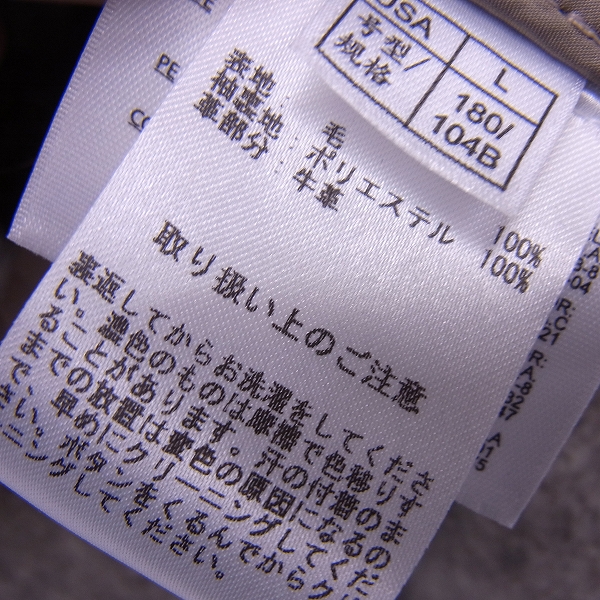 USA
L
号型/
规格
180/
104B
表地:
毛
100%
袖裏地:
ポリエステル
100%
革部分:
牛革
取り扱い上のご注意
裏返してからお洗濯をしてくださ
い。濃色のものは摩擦で色移りす
ることがあります。汗の付着のま
までの放置は変色の原因になるの
で、早めにクリーニングしてくだ
さい。ボタンをくるんでからク
ニングしてください。
PE
CO